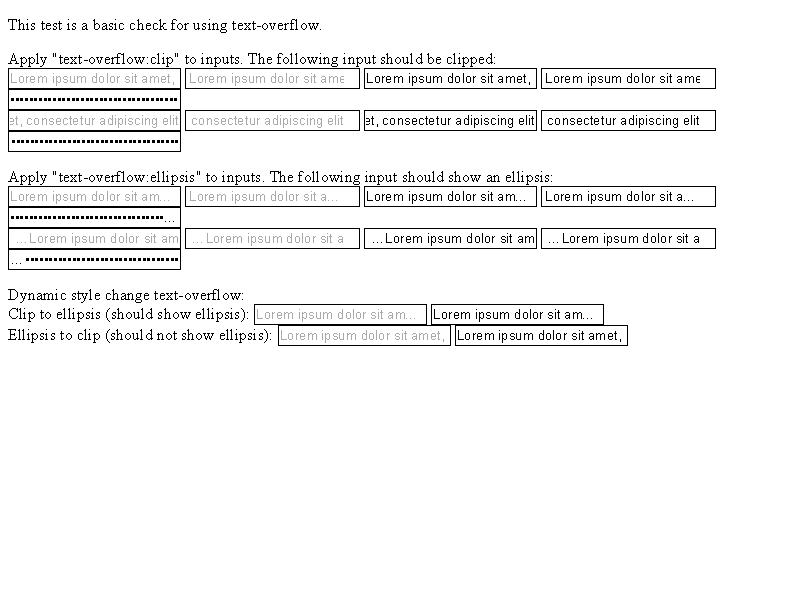 This test is a basic check for using text-overflow.
Apply "text-overflow:clip" to inputs. The following input should be clipped:
Lorem ipsum dolor sit amet, Lorem ipsum dolor sit ame Lorem ipsum dolor sit amet, Lorem ipsum dolor sit ame
•••••••••••••••••••••••••••••••••
et, consectetur adipiscing elit consectetur adipiscing elit et, consectetur adipiscing elit consectetur adipiscing elit
•••••••••••••••••••••••••••••••••
Apply "text-overflow:ellipsis" to inputs. The following input should show an ellipsis:
Lorem ipsum dolor sit am... Lorem ipsum dolor sit a... Lorem ipsum dolor sit am... Lorem ipsum dolor sit a...
••••••••••••••••••••••••••••••...
...Lorem ipsum dolor sit am ...Lorem ipsum dolor sit a ...Lorem ipsum dolor sit am ...Lorem ipsum dolor sit a
...••••••••••••••••••••••••••••••
Dynamic style change text-overflow:
Clip to ellipsis (should show ellipsis): Lorem ipsum dolor sit am... Lorem ipsum dolor sit am...
Ellipsis to clip (should not show ellipsis): Lorem ipsum dolor sit amet, Lorem ipsum dolor sit amet,